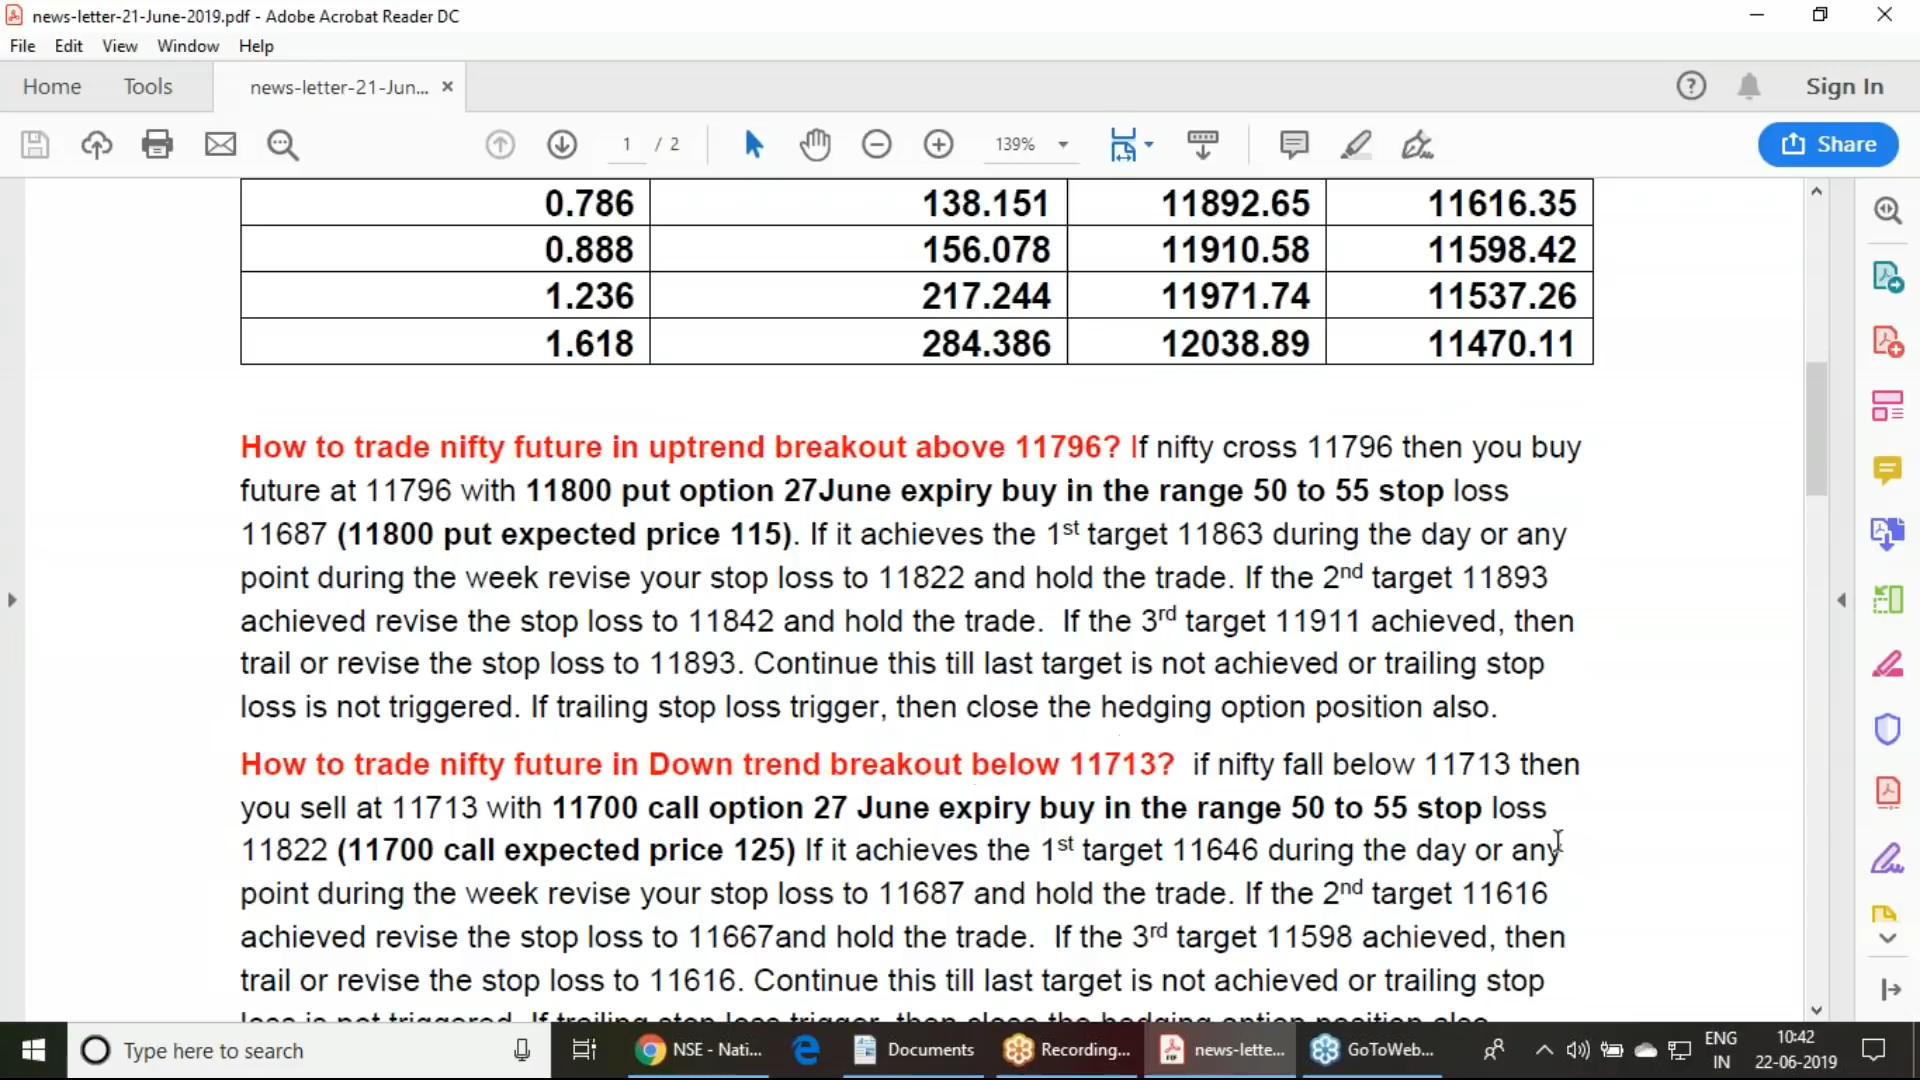 news-letter-21-June-2019.pdf - Adobe Acrobat Reader DC
File Edit View Window Help
Home Tools news-letter-21-Jun... × Sign In
1 / 2 139% Share
0.786 138.151 11892.65 11616.35
0.888 156.078 11910.58 11598.42
1.236 217.244 11971.74 11537.26
1.618 284.386 12038.89 11470.11
How to trade nifty future in uptrend breakout above 11796? If nifty cross 11796 then you buy
future at 11796 with 11800 put option 27June expiry buy in the range 50 to 55 stop loss
11687 (11800 put expected price 115). If it achieves the 1st target 11863 during the day or any
point during the week revise your stop loss to 11822 and hold the trade. If the 2nd target 11893
achieved revise the stop loss to 11842 and hold the trade.  If the 3rd target 11911 achieved, then
trail or revise the stop loss to 11893. Continue this till last target is not achieved or trailing stop
loss is not triggered. If trailing stop loss trigger, then close the hedging option position also.
How to trade nifty future in Down trend breakout below 11713?  if nifty fall below 11713 then
you sell at 11713 with 11700 call option 27 June expiry buy in the range 50 to 55 stop loss
11822 (11700 call expected price 125) If it achieves the 1st target 11646 during the day or any
point during the week revise your stop loss to 11687 and hold the trade. If the 2nd target 11616
achieved revise the stop loss to 11667and hold the trade.  If the 3rd target 11598 achieved, then
trail or revise the stop loss to 11616. Continue this till last target is not achieved or trailing stop
loss is not triggered. If trailing stop loss trigger, then close the hedging option position also.
Type here to search NSE - Nati... Documents Recording... news-lette... GoToWeb... ENG 10:42
IN 22-06-2019